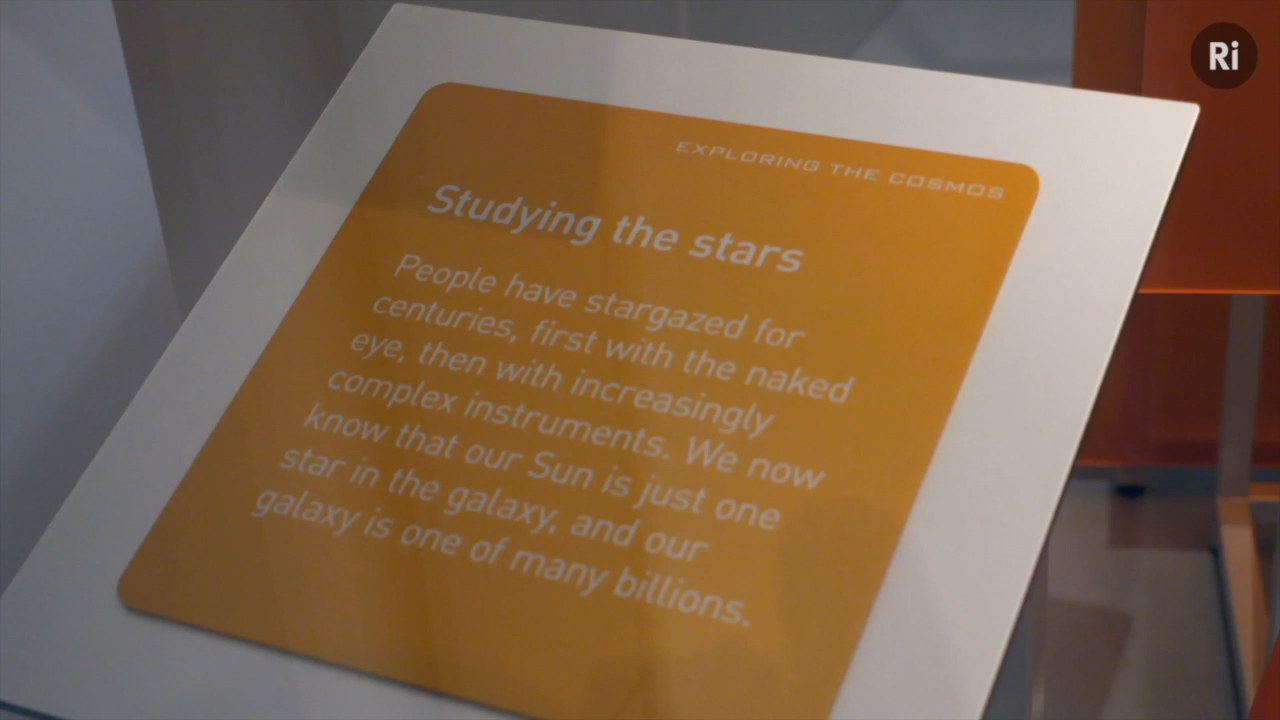 Ri
EXPLORING THE COSMOS
Studying the stars
People have stargazed for
centuries, first with the naked
eye, then with increasingly
complex instruments. We now
know that our Sun is just one
star in the galaxy, and our
galaxy is one of many billions.